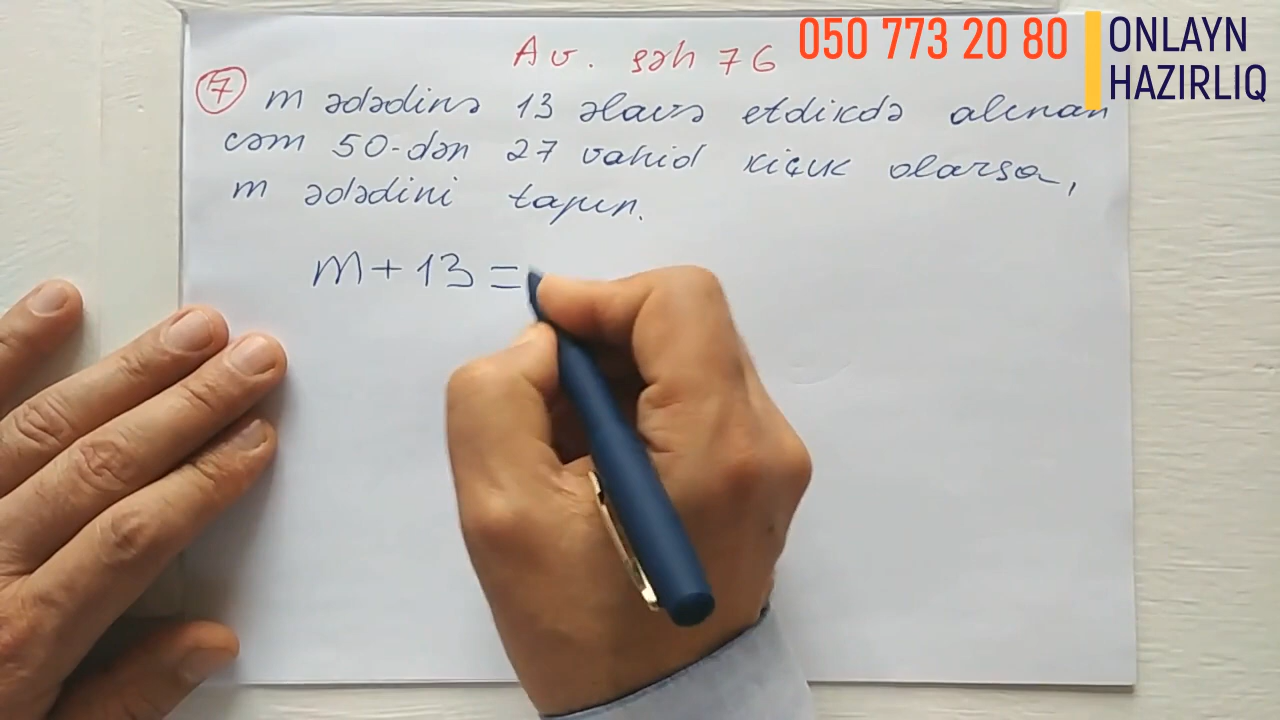 Av. səh 76
050 773 20 80
ONLAYN
HAZIRLIQ
7 m ədədinə 13 əlavə etdikdə alınan
cəm 50-dən 27 vahid kiçik olarsa,
m ədədini tapın.
m + 13 =